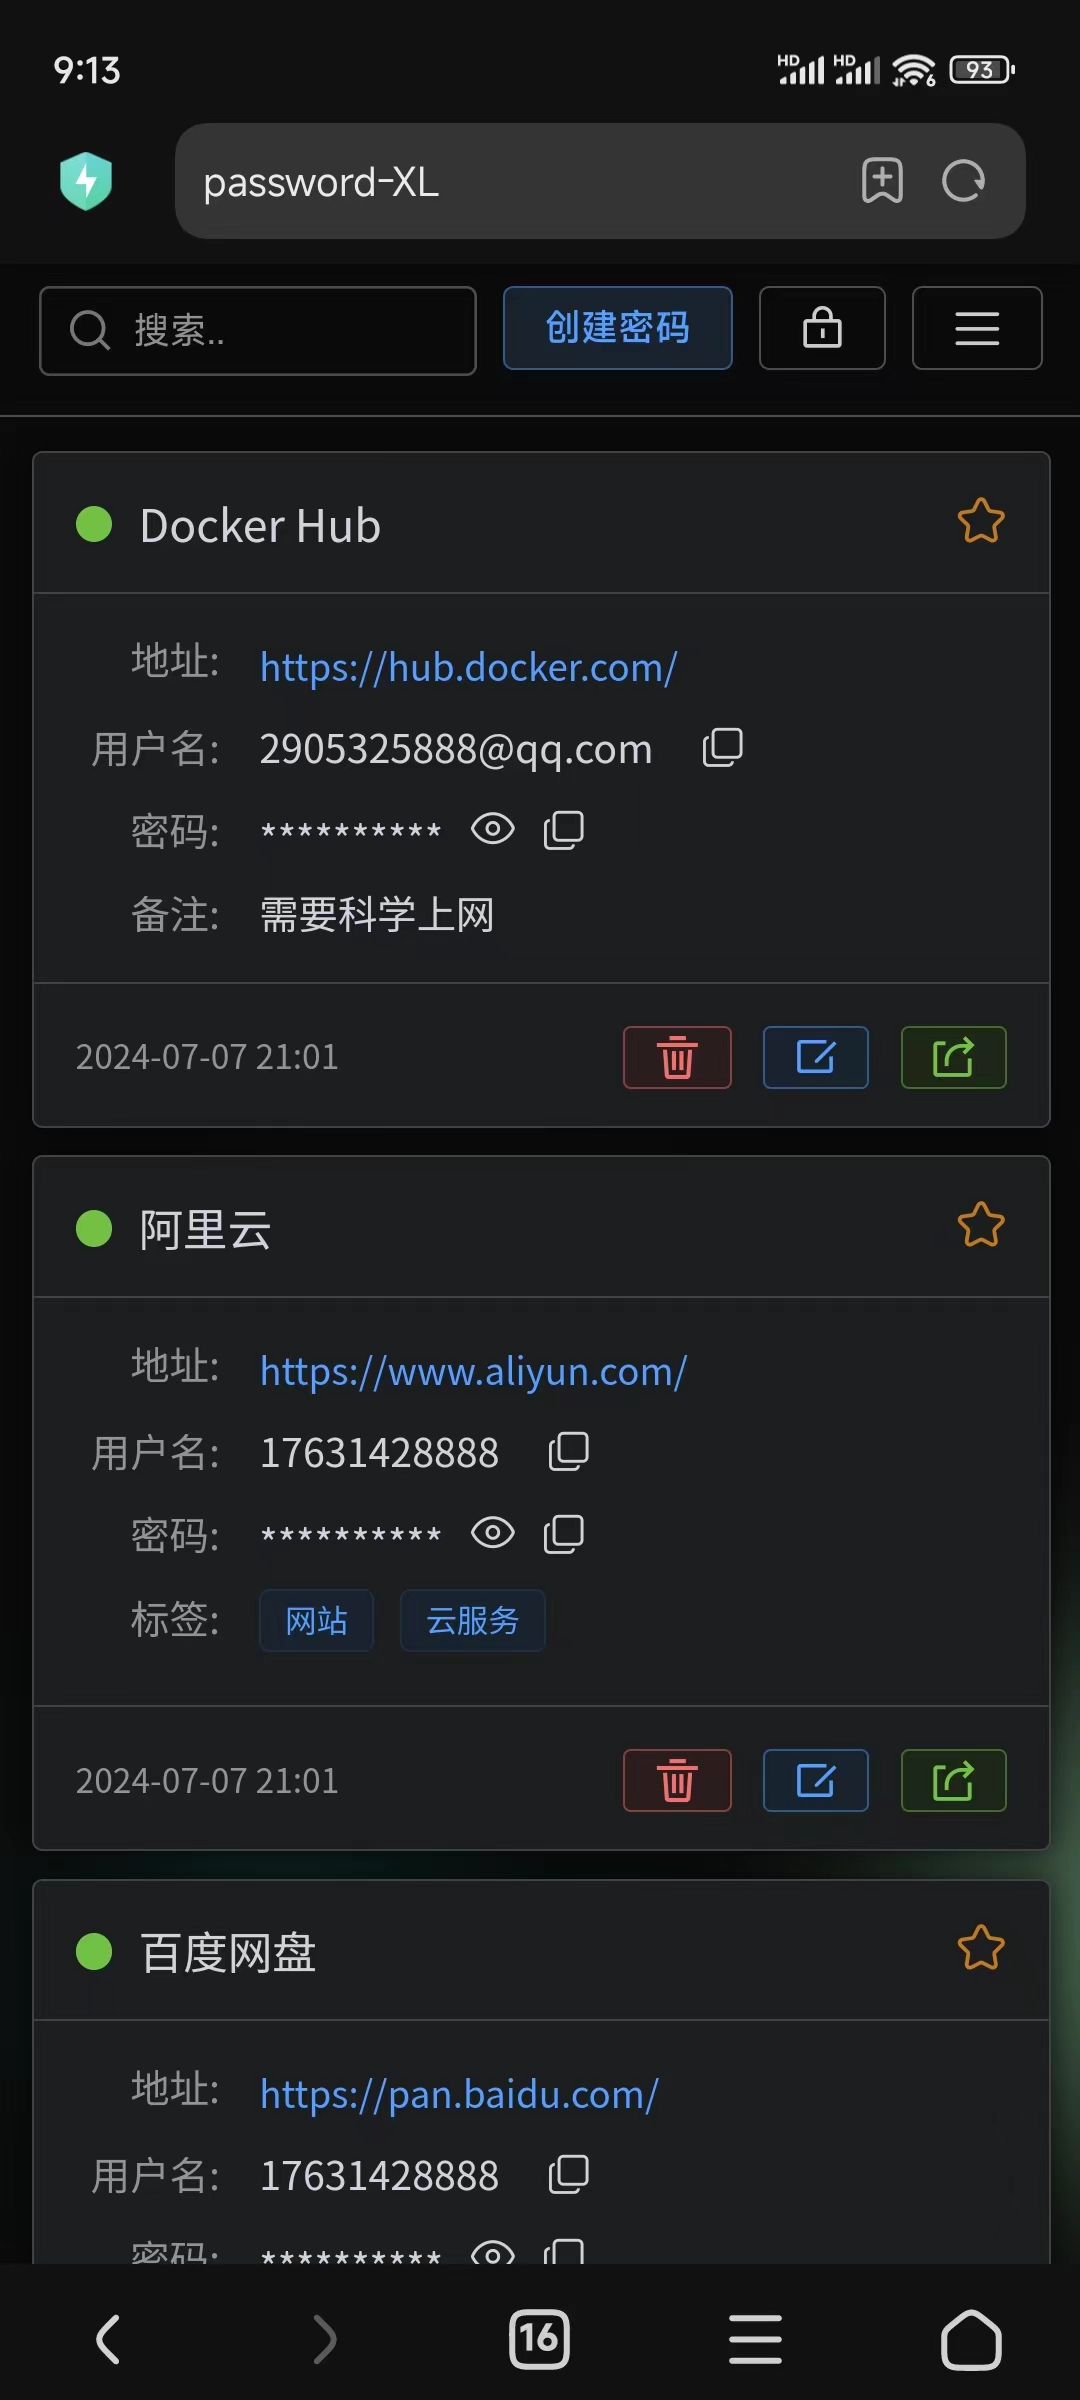 9:13
HD HD 6 93
password-XL
搜索..
创建密码
Docker Hub
地址: https://hub.docker.com/
用户名: 2905325888@qq.com
密码: **********
备注: 需要科学上网
2024-07-07 21:01
阿里云
地址: https://www.aliyun.com/
用户名: 17631428888
密码: **********
标签: 网站 云服务
2024-07-07 21:01
百度网盘
地址: https://pan.baidu.com/
用户名: 17631428888
密码: **********
16